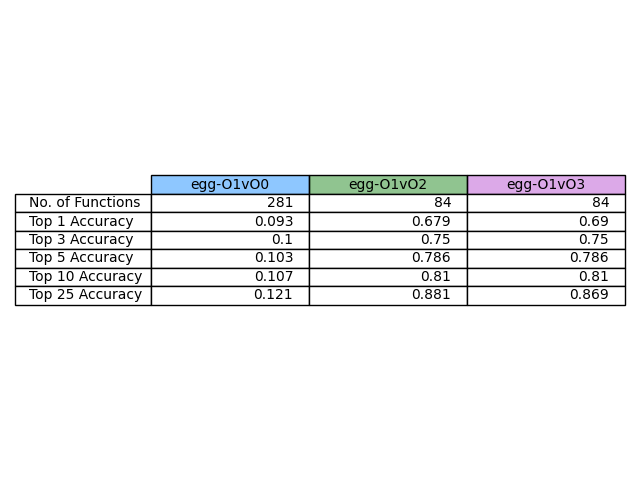 egg-O1vO0 egg-O1vO2 egg-O1vO3
No. of Functions 281 84 84
Top 1 Accuracy 0.093 0.679 0.69
Top 3 Accuracy 0.1 0.75 0.75
Top 5 Accuracy 0.103 0.786 0.786
Top 10 Accuracy 0.107 0.81 0.81
Top 25 Accuracy 0.121 0.881 0.869